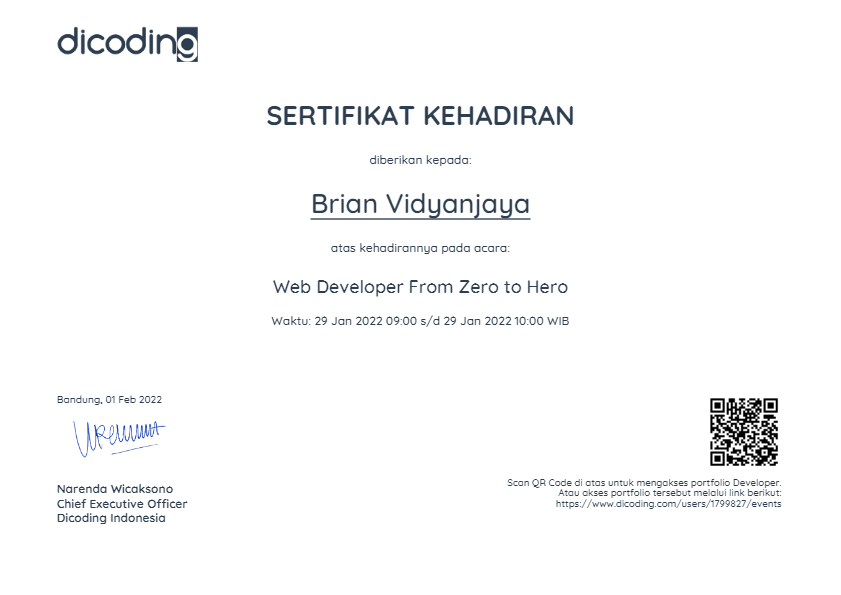 dicoding
SERTIFIKAT KEHADIRAN
diberikan kepada:
Brian Vidyanjaya
atas kehadirannya pada acara:
Web Developer From Zero to Hero
Waktu: 29 Jan 2022 09:00 s/d 29 Jan 2022 10:00 WIB
Bandung, 01 Feb 2022
Narenda Wicaksono
Chief Executive Officer
Dicoding Indonesia
Scan QR Code di atas untuk mengakses portfolio Developer.
Atau akses portfolio tersebut melalui link berikut:
https://www.dicoding.com/users/1799827/events